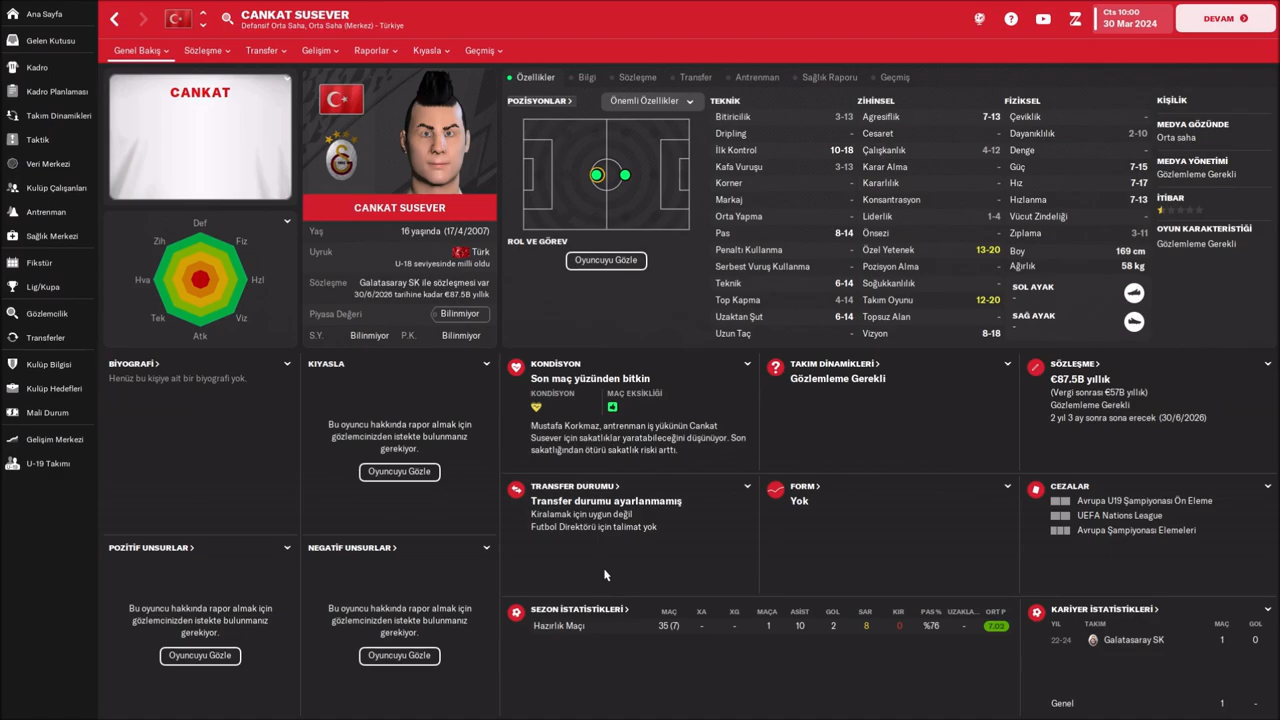 Ana Sayfa
Gelen Kutusu
Kadro
Kadro Planlaması
Takım Dinamikleri
Taktik
Veri Merkezi
Kulüp Çalışanları
Antrenman
Sağlık Merkezi
Fikstür
Lig/Kupa
Gözlemcilik
Transferler
Kulüp Bilgisi
Kulüp Hedefleri
Mali Durum
Gelişim Merkezi
U-19 Takımı
CANKAT SUSEVER
Defansif Orta Saha, Orta Saha (Merkez) - Türkiye
Cts 10:00
30 Mar 2024
DEVAM
Genel Bakış
Sözleşme
Transfer
Gelişim
Raporlar
Kıyasla
Geçmiş
CANKAT
Def
Fiz
Hzl
Viz
Atk
Tek
Hva
Zih
CANKAT SUSEVER
Yaş 16 yaşında (17/4/2007)
Uyruk Türk
U-18 seviyesinde milli oldu
Sözleşme Galatasaray SK ile sözleşmesi var
30/6/2026 tarihine kadar €87.5B yıllık
Piyasa Değeri Bilinmiyor
S.Y. Bilinmiyor P.K. Bilinmiyor
Özellikler Bilgi Sözleşme Transfer Antrenman Sağlık Raporu Geçmiş
POZİSYONLAR >
Önemli Özellikler
ROL VE GÖREV
Oyuncuyu Gözle
TEKNİK
Bitiricilik 3-13
Dripling -
İlk Kontrol 10-18
Kafa Vuruşu 3-13
Korner -
Markaj -
Orta Yapma -
Pas 8-14
Penaltı Kullanma -
Serbest Vuruş Kullanma -
Teknik 6-14
Top Kapma 4-14
Uzaktan Şut 6-14
Uzun Taç -
ZİHİNSEL
Agresiflik 7-13
Cesaret -
Çalışkanlık 4-12
Karar Alma -
Kararlılık -
Konsantrasyon -
Liderlik 1-4
Önsezi -
Özel Yetenek 13-20
Pozisyon Alma -
Soğukkanlılık -
Takım Oyunu 12-20
Topsuz Alan -
Vizyon 8-18
FİZİKSEL
Çeviklik -
Dayanıklılık 2-10
Denge -
Güç 7-15
Hız 7-17
Hızlanma 7-13
Vücut Zindeliği -
Zıplama 3-11
Boy 169 cm
Ağırlık 58 kg
SOL AYAK
-
SAĞ AYAK
-
KİŞİLİK
-
MEDYA GÖZÜNDE
Orta saha
MEDYA YÖNETİMİ
Gözlemleme Gerekli
İTİBAR
OYUN KARAKTERİSTİĞİ
Gözlemleme Gerekli
BİYOGRAFİ
Henüz bu kişiye ait bir biyografi yok.
KIYASLA
Bu oyuncu hakkında rapor almak için
gözlemcinizden istekte bulunmanız
gerekiyor.
Oyuncuyu Gözle
POZİTİF UNSURLAR >
Bu oyuncu hakkında rapor almak için
gözlemcinizden istekte bulunmanız
gerekiyor.
Oyuncuyu Gözle
NEGATİF UNSURLAR >
Bu oyuncu hakkında rapor almak için
gözlemcinizden istekte bulunmanız
gerekiyor.
Oyuncuyu Gözle
KONDİSYON
Son maç yüzünden bitkin
KONDİSYON MAÇ EKSİKLİĞİ
Mustafa Korkmaz, antrenman iş yükünün Cankat
Susever için sakatlıklar yaratabileceğini düşünüyor. Son
sakatlığından ötürü sakatlık riski arttı.
TAKIM DİNAMİKLERİ >
Gözlemleme Gerekli
SÖZLEŞME >
€87.5B yıllık
(Vergi sonrası €57B yıllık)
Gözlemleme Gerekli
2 yıl 3 ay sonra sona erecek (30/6/2026)
TRANSFER DURUMU >
Transfer durumu ayarlanmamış
Kiralamak için uygun değil
Futbol Direktörü için talimat yok
FORM >
Yok
CEZALAR
Avrupa U19 Şampiyonası Ön Eleme
UEFA Nations League
Avrupa Şampiyonası Elemeleri
SEZON İSTATİSTİKLERİ > MAÇ XA XG MAÇA ASİST GOL SAR KIR PAS % UZAKLA... ORT P
Hazırlık Maçı 35 (7) - - 1 10 2 8 0 %76 - 7.02
KARİYER İSTATİSTİKLERİ >
YIL TAKIM MAÇ GOL
22-24 Galatasaray SK 1 0
Genel 1 -